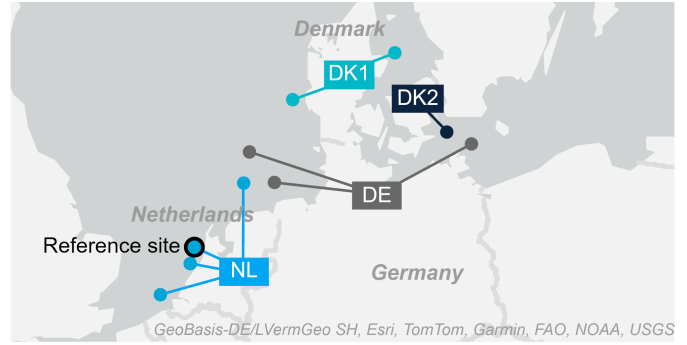 Denmark
DK1
DK2
DE
Netherlands
Reference site
NL
Germany
GeoBasis-DE/LVermGeo SH, Esri, TomTom, Garmin, FAO, NOAA, USGS